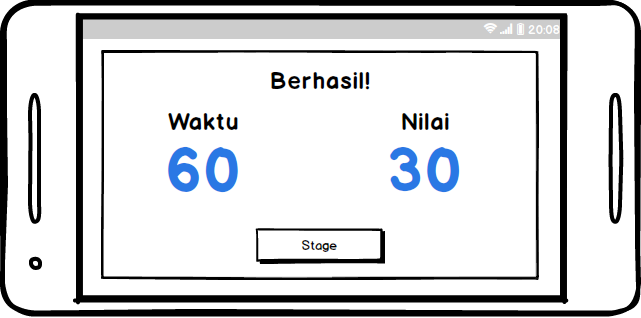 20:08
Berhasil!
Waktu Nilai
60 30
Stage